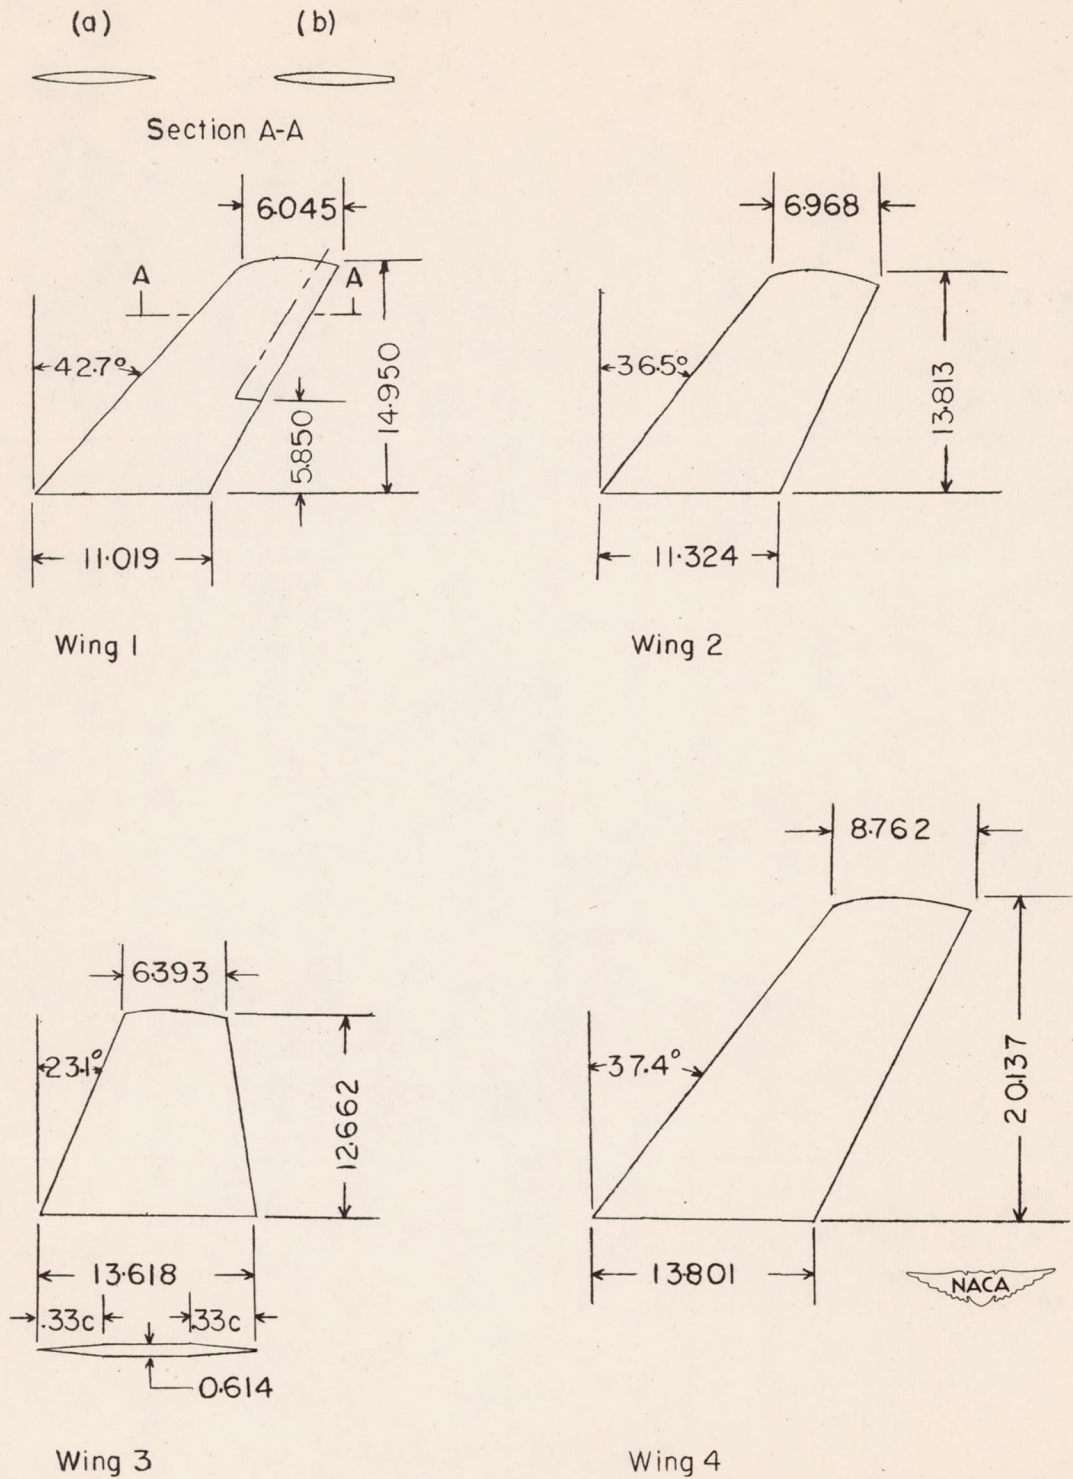 (a) (b)
Section A-A
6.045
A A
42.7°
5.850
14.950
11.019
Wing 1
6.968
36.5°
13.813
11.324
Wing 2
6.393
23.1°
12.662
13.618
.33c .33c
0.614
Wing 3
8.762
37.4°
20.137
13.801
NACA
Wing 4